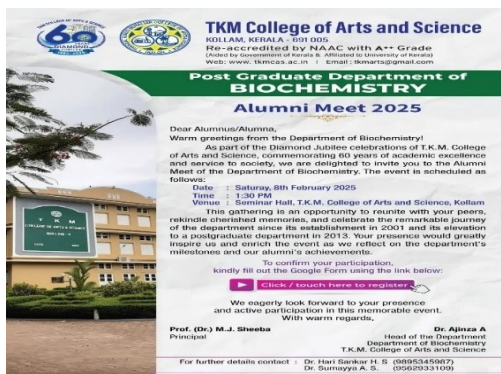 TKM COLLEGE OF ARTS & SCIENCE
60
DIAMOND
TKM College of Arts and Science
KOLLAM, KERALA - 691 005
Re-accredited by NAAC with A++ Grade
(Aided by Government of Kerala & Affiliated to University of Kerala)
Web: www. tkmcas.ac.in | Email : tkmarts@gmail.com
Post Graduate Department of
BIOCHEMISTRY
Alumni Meet 2025
Dear Alumnus/Alumna,
Warm greetings from the Department of Biochemistry!
As part of the Diamond Jubilee celebrations of T.K.M. College
of Arts and Science, commemorating 60 years of academic excellence
and service to society, we are delighted to invite you to the Alumni
Meet of the Department of Biochemistry. The event is scheduled as
follows:
Date : Saturay, 8th February 2025
Time : 1:30 PM
Venue : Seminar Hall, T.K.M. College of Arts and Science, Kollam
This gathering is an opportunity to reunite with your peers,
rekindle cherished memories, and celebrate the remarkable journey
of the department since its establishment in 2001 and its elevation
to a postgraduate department in 2013. Your presence would greatly
inspire us and enrich the event as we reflect on the department's
milestones and our alumni's achievements.
To confirm your participation,
kindly fill out the Google Form using the link below:
Click / touch here to register
We eagerly look forward to your presence
and active participation in this memorable event.
With warm regards,
Prof. (Dr.) M.J. Sheeba
Principal
Dr. Ajinza A
Head of the Department
Department of Biochemistry
T.K.M. College of Arts and Science
For further details contact : Dr. Hari Sankar H. S (9895345987)
Dr. Sumayya A. S. (9562933109)
T K M
COLLEGE OF ARTS & SCIENCE